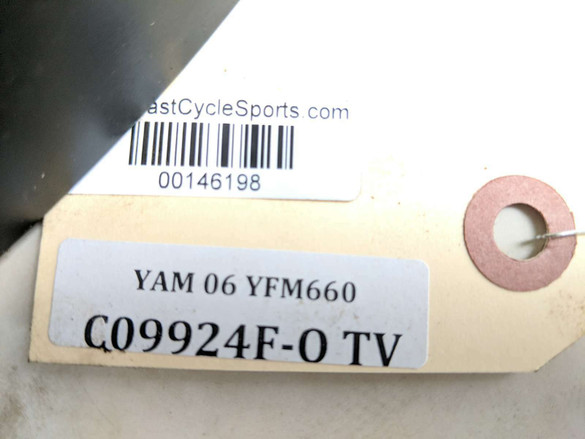 astCycleSports.com
00146198
YAM 06 YFM660
C09924F-O TV